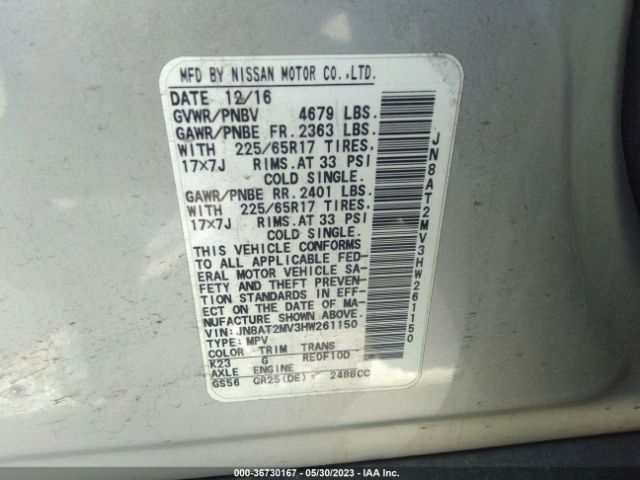 MFD BY NISSAN MOTOR CO.,LTD.
DATE 12/16
GVWR/PNBV 4679 LBS.
GAWR/PNBE FR.2363 LBS.
WITH 225/65R17 TIRES.
17×7J RIMS.AT 33 PSI
COLD SINGLE.
GAWR/PNBE RR.2401 LBS.
WITH 225/65R17 TIRES.
17×7J RIMS.AT 33 PSI
COLD SINGLE.
THIS VEHICLE CONFORMS
TO ALL APPLICABLE FED-
ERAL MOTOR VEHICLE SA-
FETY AND THEFT PREVEN-
TION STANDARDS IN EFF-
ECT ON THE DATE OF MA-
NUFACTURE SHOWN ABOVE.
VIN: JN8AT2MV3HW261150
TYPE: MPV
COLOR TRIM TRANS
K23 G RE0F10D
AXLE ENGINE
GS56 QR25(DE) 2488CC
JN8AT2MV3HW261150
000-36730167 - 05/30/2023 - IAA Inc.